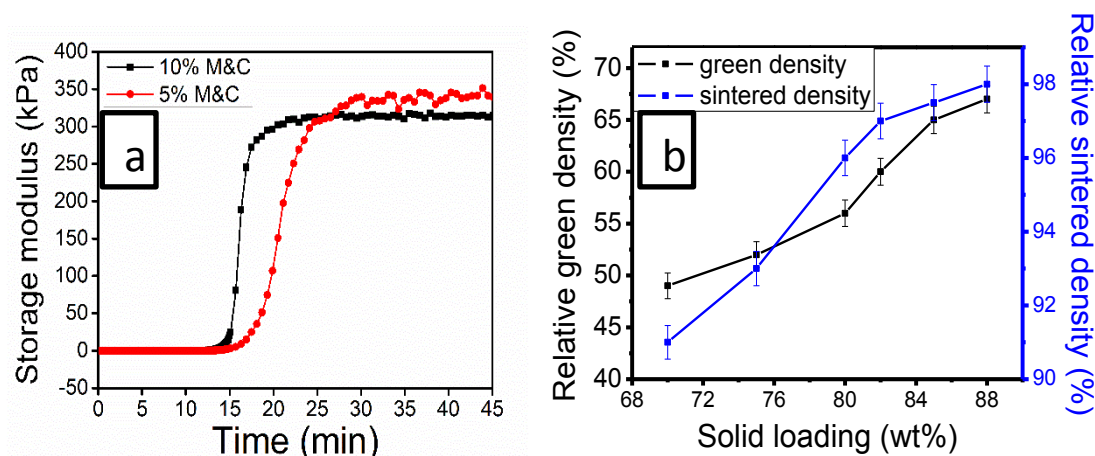 400
350
300
250
200
150
100
50
0
-50
Storage modulus (kPa)
10% M&C
5% M&C
a
0 5 10 15 20 25 30 35 40 45
Time (min)
70
65
60
55
50
45
40
Relative green density (%)
green density
sintered density
b
68 72 76 80 84 88
Solid loading (wt%)
98
96
94
92
90
Relative sintered density (%)